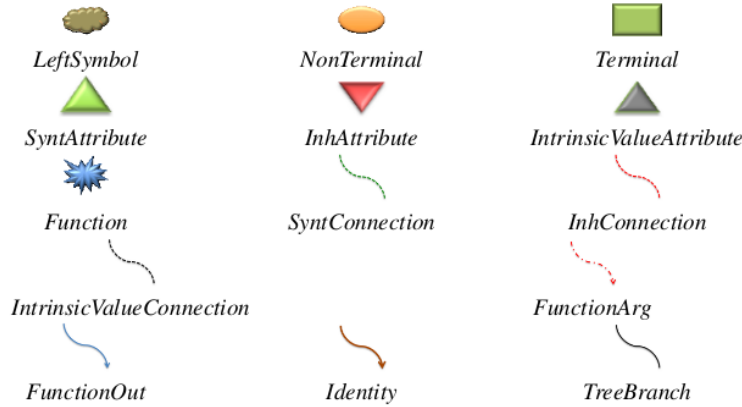 LeftSymbol NonTerminal Terminal
SyntAttribute InhAttribute IntrinsicValueAttribute
Function SyntConnection InhConnection
IntrinsicValueConnection FunctionArg
FunctionOut Identity TreeBranch